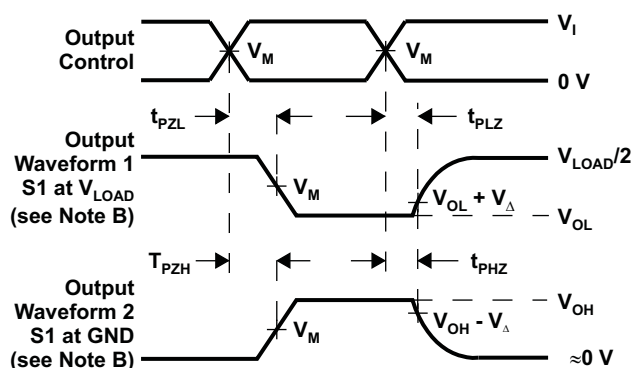 Output
Control
V_M
V_M
V_I
0 V
t_PZL
t_PLZ
Output
Waveform 1
S1 at V_LOAD
(see Note B)
V_M
V_OL + V_Δ
V_LOAD/2
V_OL
T_PZH
t_PHZ
Output
Waveform 2
S1 at GND
(see Note B)
V_M
V_OH - V_Δ
V_OH
≈0 V